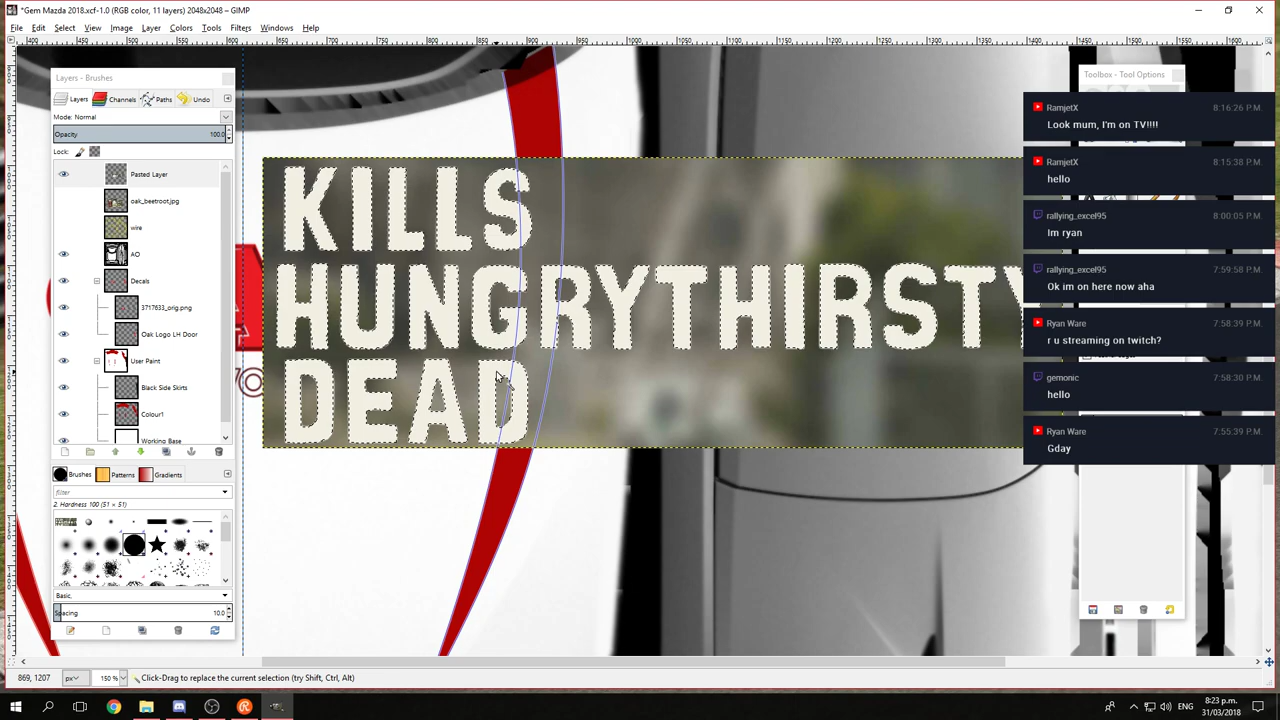 *Gem Mazda 2018.xcf-1.0 (RGB color, 11 layers) 2048x2048 – GIMP
File Edit Select View Image Layer Colors Tools Filters Windows Help
Layers - Brushes
Layers Channels Paths Undo
Mode: Normal
Opacity 100.0
Lock:
Pasted Layer
oak_beetroot.jpg
wire
AO
Decals
3717633_orig.png
Oak Logo LH Door
User Paint
Black Side Skirts
Colour1
Working Base
Brushes Patterns Gradients
filter
2. Hardness 100 (51 × 51)
Basic,
Spacing 10.0
KILLS
HUNGRYTHIRSTY
DEAD
Toolbox - Tool Options
RamjetX 8:16:26 P.M.
Look mum, I'm on TV!!!!
RamjetX 8:15:38 P.M.
hello
rallying_excel95 8:00:05 P.M.
Im ryan
rallying_excel95 7:59:58 P.M.
Ok im on here now aha
Ryan Ware 7:58:39 P.M.
r u streaming on twitch?
gemonic 7:58:30 P.M.
hello
Ryan Ware 7:55:39 P.M.
Gday
869, 1207 px 150 % Click-Drag to replace the current selection (try Shift, Ctrl, Alt)
ENG
8:23 p.m.
31/03/2018